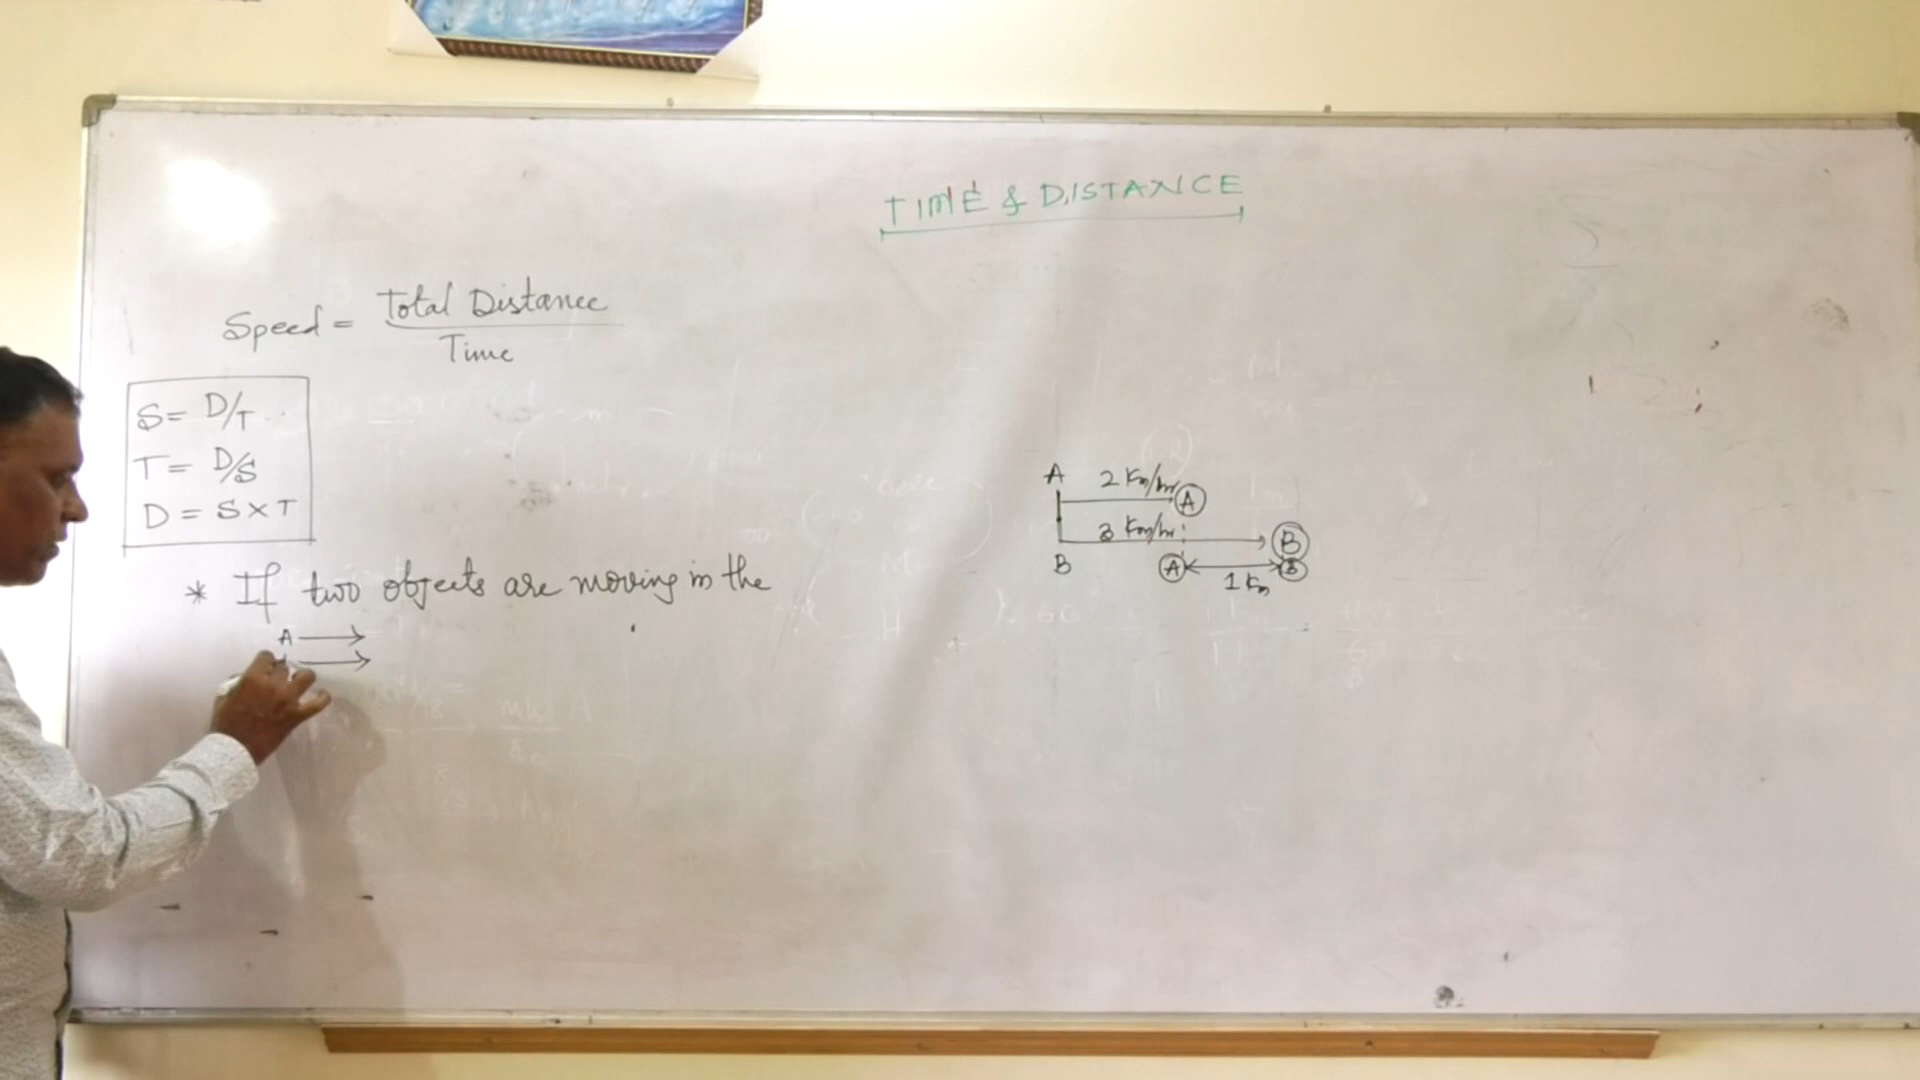 TIME & DISTANCE
Speed = Total Distance
Time
S = D/T
T = D/S
D = S X T
* If two objects are moving in the
A
A 2 Km/hr A
3 Km/hr B
B A B
1 Km